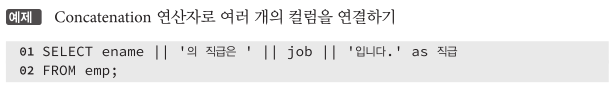 예제 Concatenation 연산자로 여러 개의 컬럼을 연결하기
01 SELECT ename || '의 직급은 ' || job || '입니다.' as 직급
02 FROM emp;